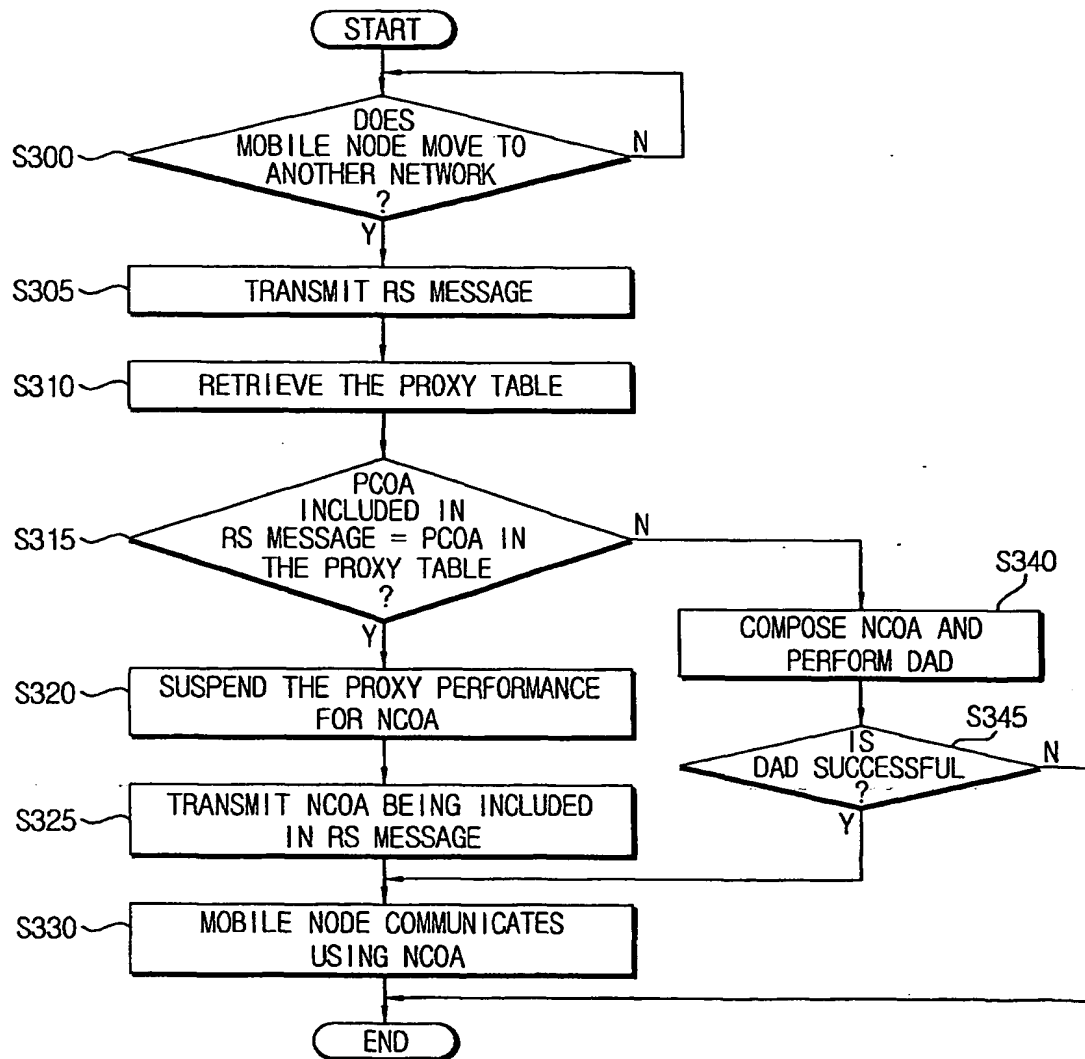 START
DOES
MOBILE NODE MOVE TO
ANOTHER NETWORK
?
N
S300
Y
S305
TRANSMIT RS MESSAGE
S310
RETRIEVE THE PROXY TABLE
PCOA
INCLUDED IN
RS MESSAGE = PCOA IN
THE PROXY TABLE
?
N
S315
Y
S340
COMPOSE NCOA AND
PERFORM DAD
S320
SUSPEND THE PROXY PERFORMANCE
FOR NCOA
S345
IS
DAD SUCCESSFUL
?
N
Y
S325
TRANSMIT NCOA BEING INCLUDED
IN RS MESSAGE
S330
MOBILE NODE COMMUNICATES
USING NCOA
END